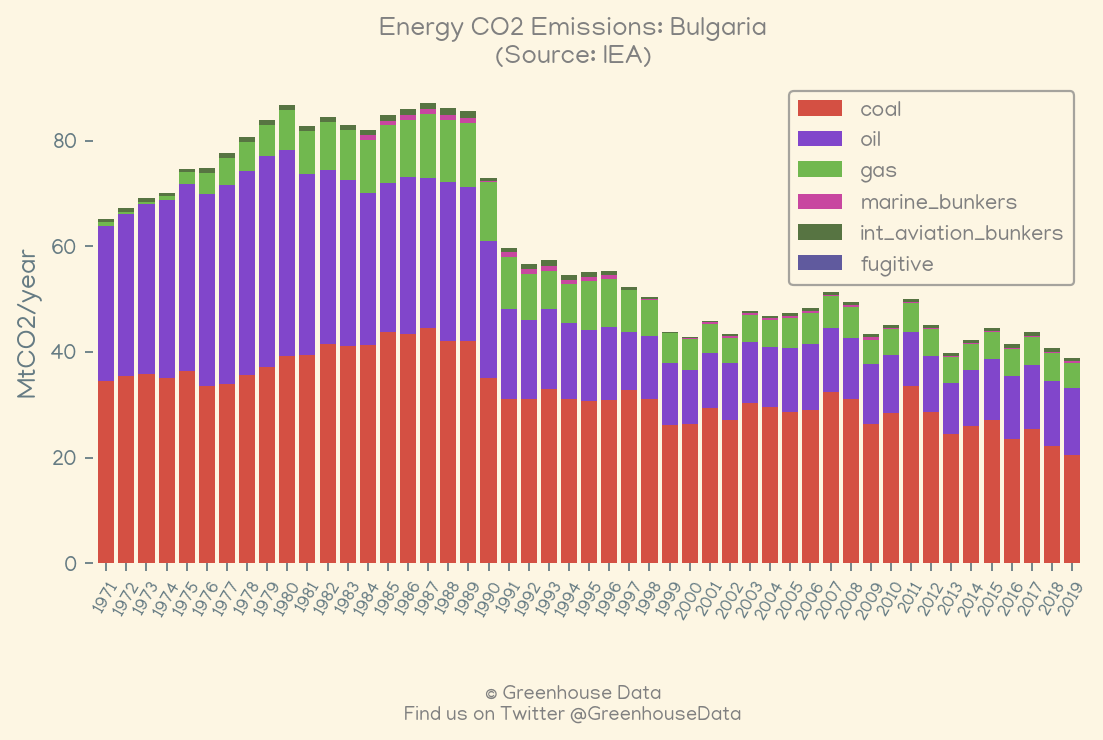 Energy CO2 Emissions: Bulgaria
(Source: IEA)
coal
oil
gas
marine_bunkers
int_aviation_bunkers
fugitive
MtCO2/year
80
60
40
20
0
1971 1972 1973 1974 1975 1976 1977 1978 1979 1980 1981 1982 1983 1984 1985 1986 1987 1988 1989 1990 1991 1992 1993 1994 1995 1996 1997 1998 1999 2000 2001 2002 2003 2004 2005 2006 2007 2008 2009 2010 2011 2012 2013 2014 2015 2016 2017 2018 2019
© Greenhouse Data
Find us on Twitter @GreenhouseData